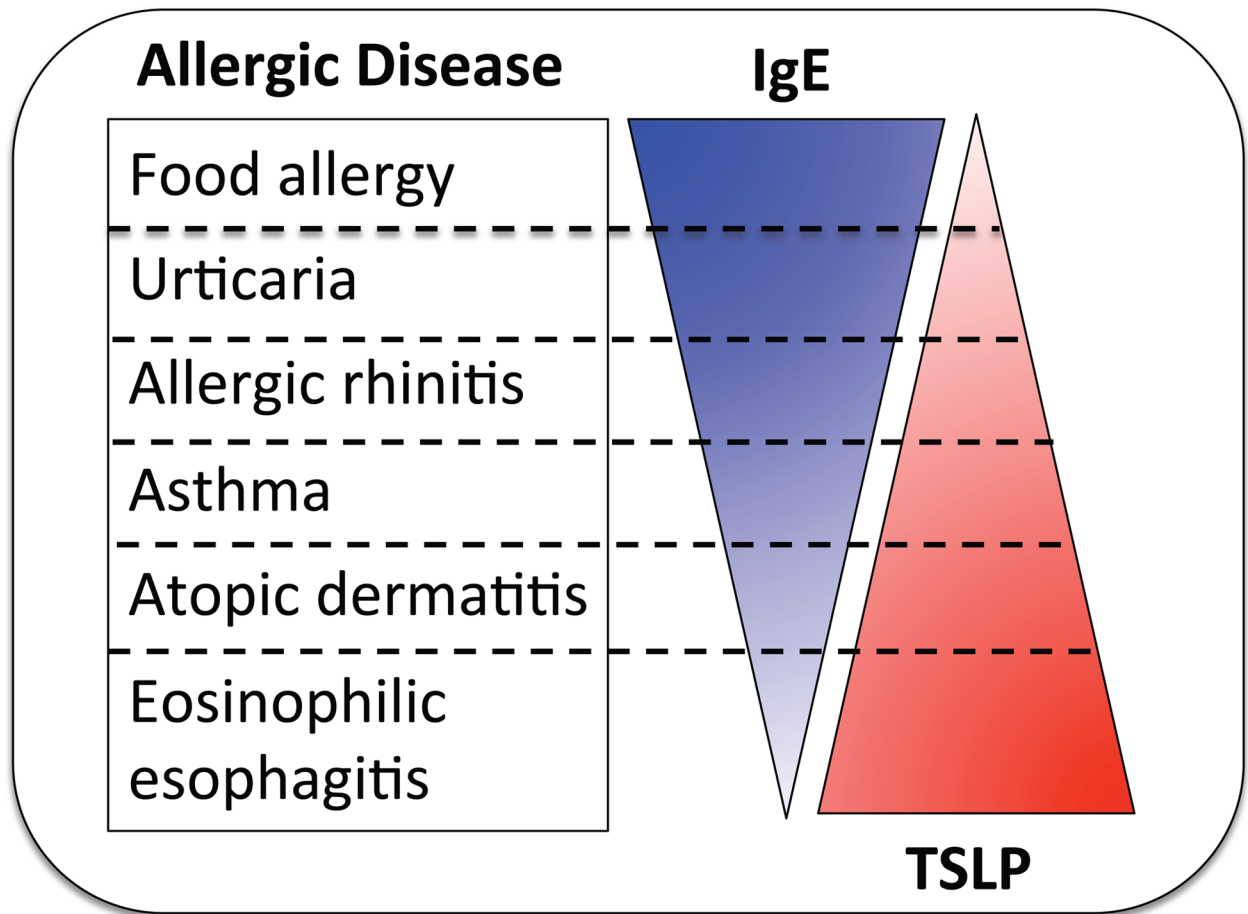 Allergic Disease
IgE
Food allergy
Urticaria
Allergic rhinitis
Asthma
Atopic dermatitis
Eosinophilic
esophagitis
TSLP